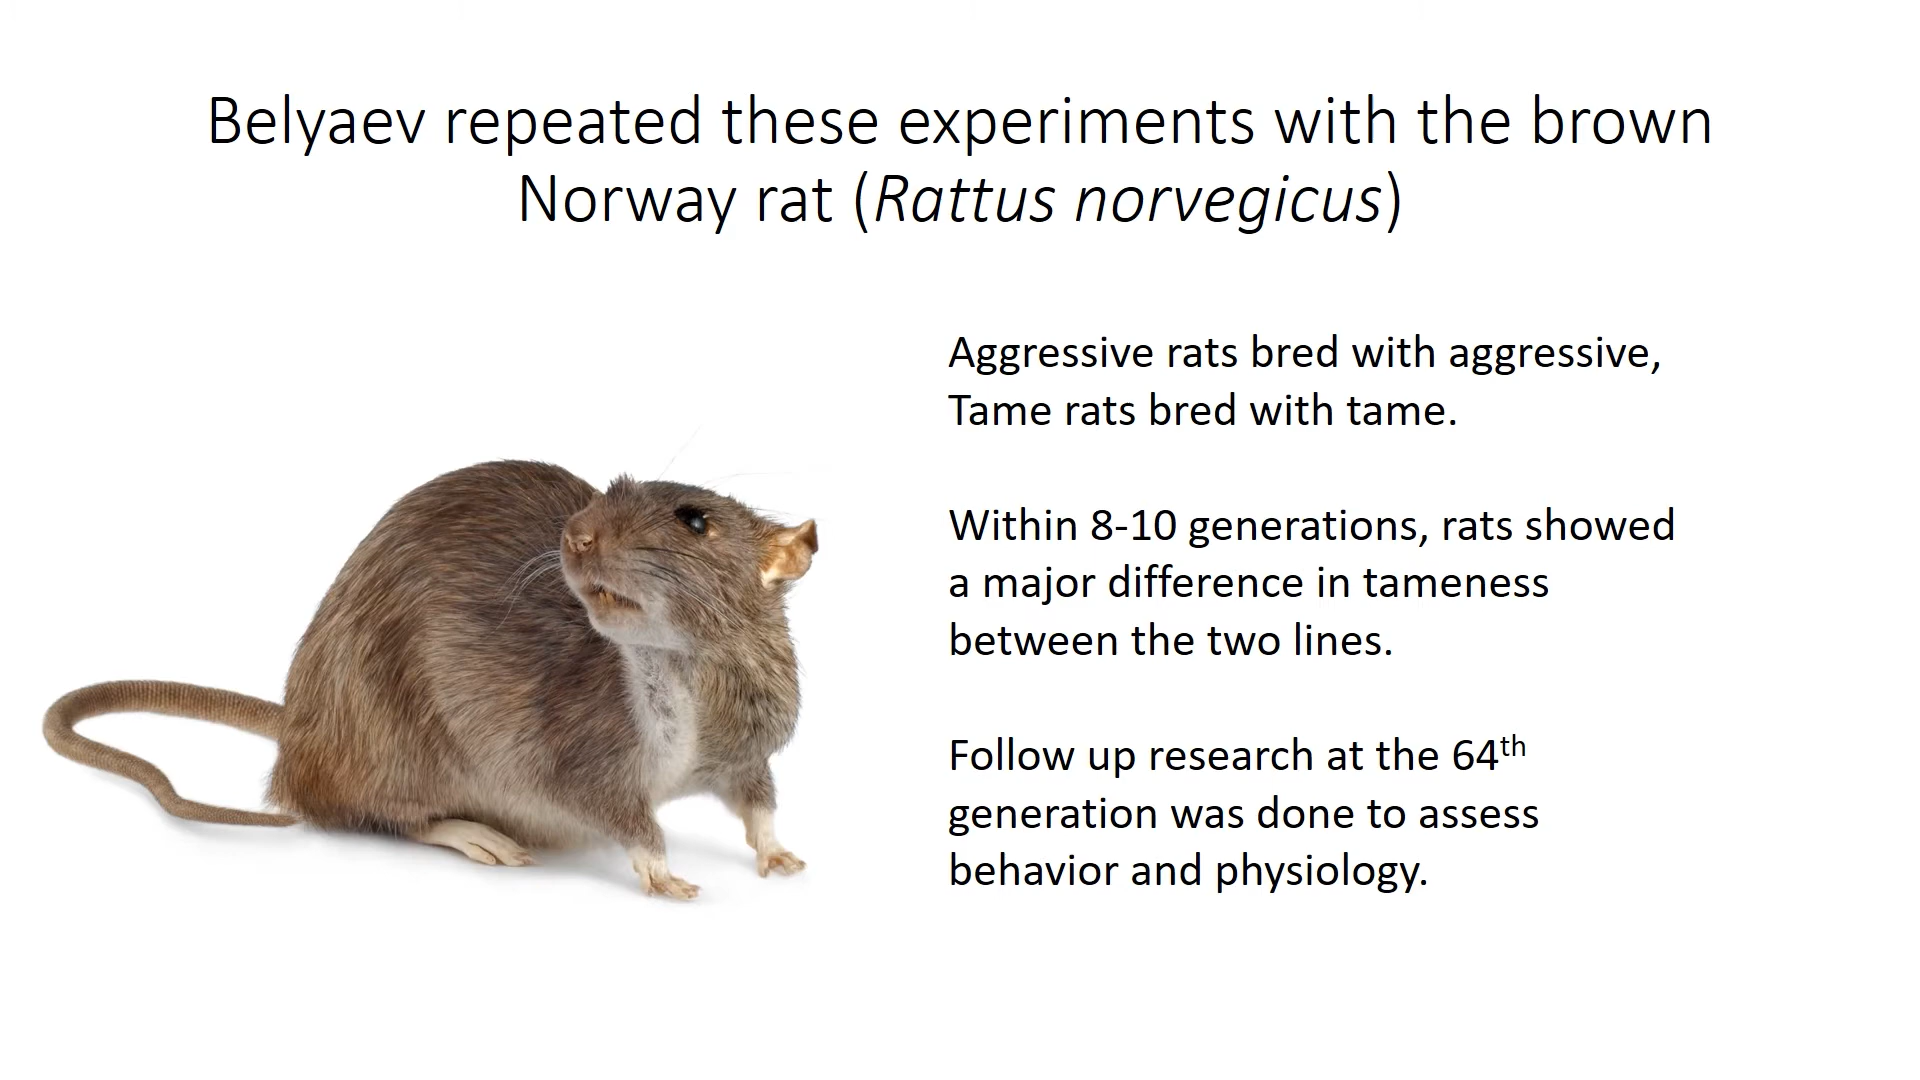 Belyaev repeated these experiments with the brown
Norway rat (Rattus norvegicus)
Aggressive rats bred with aggressive,
Tame rats bred with tame.
Within 8-10 generations, rats showed
a major difference in tameness
between the two lines.
Follow up research at the 64th
generation was done to assess
behavior and physiology.